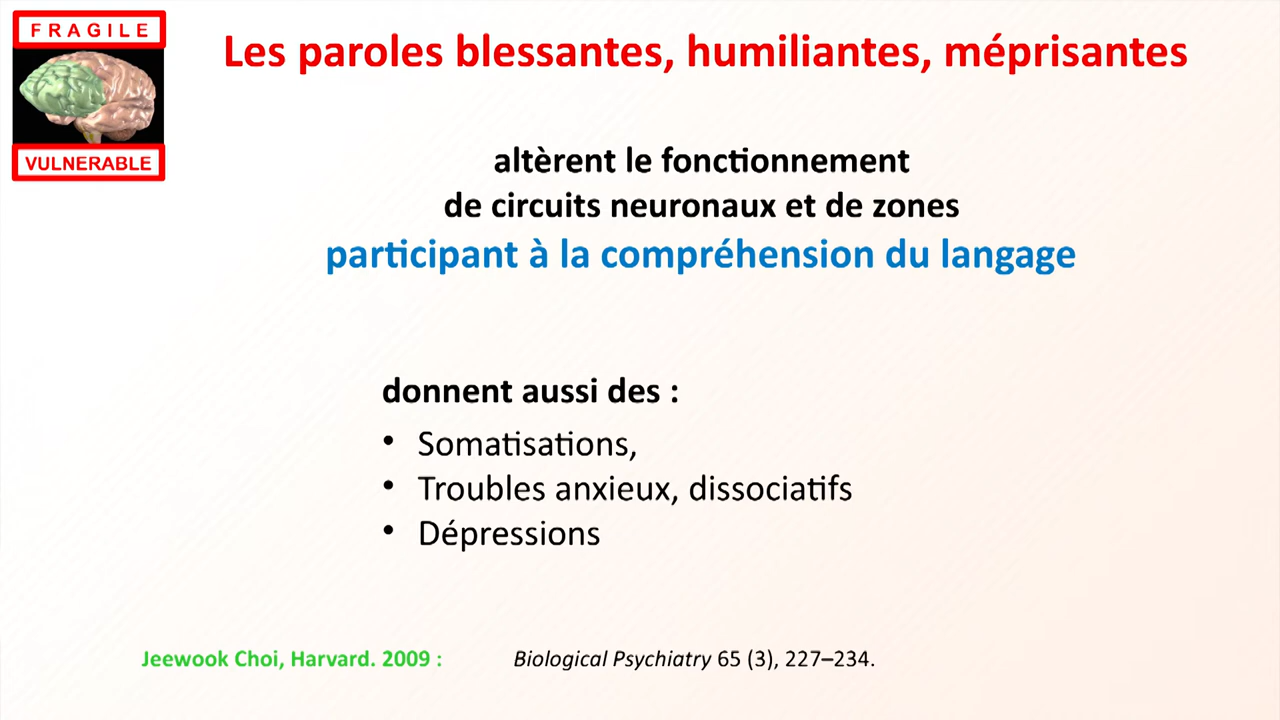 FRAGILE
VULNERABLE
Les paroles blessantes, humiliantes, méprisantes
altèrent le fonctionnement
de circuits neuronaux et de zones
participant à la compréhension du langage
donnent aussi des :
• Somatisations,
• Troubles anxieux, dissociatifs
• Dépressions
Jeewook Choi, Harvard. 2009 : Biological Psychiatry 65 (3), 227–234.